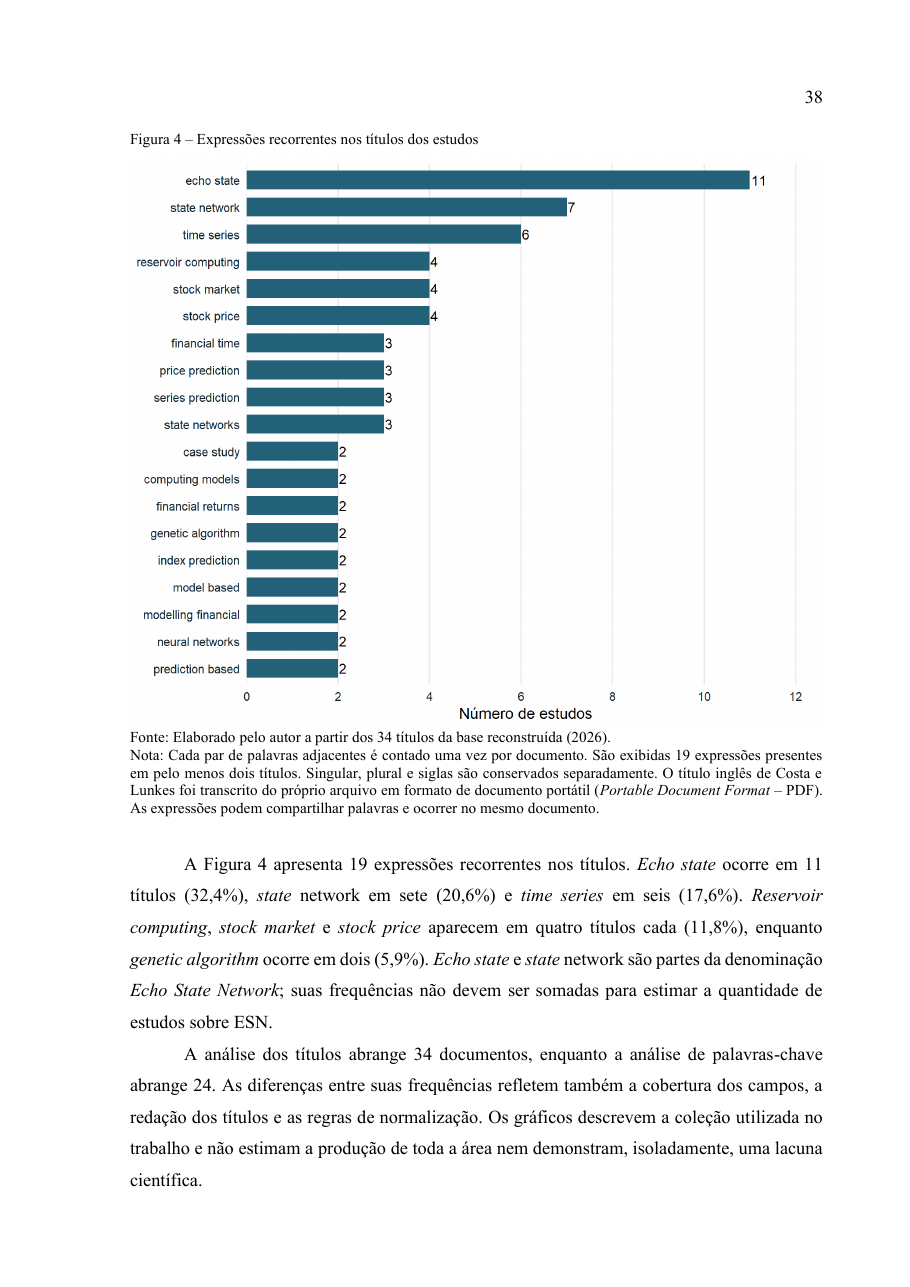 38
Figura 4 – Expressões recorrentes nos títulos dos estudos
echo state 11
state network 7
time series 6
reservoir computing 4
stock market 4
stock price 4
financial time 3
price prediction 3
series prediction 3
state networks 3
case study 2
computing models 2
financial returns 2
genetic algorithm 2
index prediction 2
model based 2
modelling financial 2
neural networks 2
prediction based 2
0 2 4 6 8 10 12
Número de estudos
Fonte: Elaborado pelo autor a partir dos 34 títulos da base reconstruída (2026).
Nota: Cada par de palavras adjacentes é contado uma vez por documento. São exibidas 19 expressões presentes
em pelo menos dois títulos. Singular, plural e siglas são conservados separadamente. O título inglês de Costa e
Lunkes foi transcrito do próprio arquivo em formato de documento portátil (Portable Document Format – PDF).
As expressões podem compartilhar palavras e ocorrer no mesmo documento.
A Figura 4 apresenta 19 expressões recorrentes nos títulos. Echo state ocorre em 11
títulos (32,4%), state network em sete (20,6%) e time series em seis (17,6%). Reservoir
computing, stock market e stock price aparecem em quatro títulos cada (11,8%), enquanto
genetic algorithm ocorre em dois (5,9%). Echo state e state network são partes da denominação
Echo State Network; suas frequências não devem ser somadas para estimar a quantidade de
estudos sobre ESN.
A análise dos títulos abrange 34 documentos, enquanto a análise de palavras-chave
abrange 24. As diferenças entre suas frequências refletem também a cobertura dos campos, a
redação dos títulos e as regras de normalização. Os gráficos descrevem a coleção utilizada no
trabalho e não estimam a produção de toda a área nem demonstram, isoladamente, uma lacuna
científica.